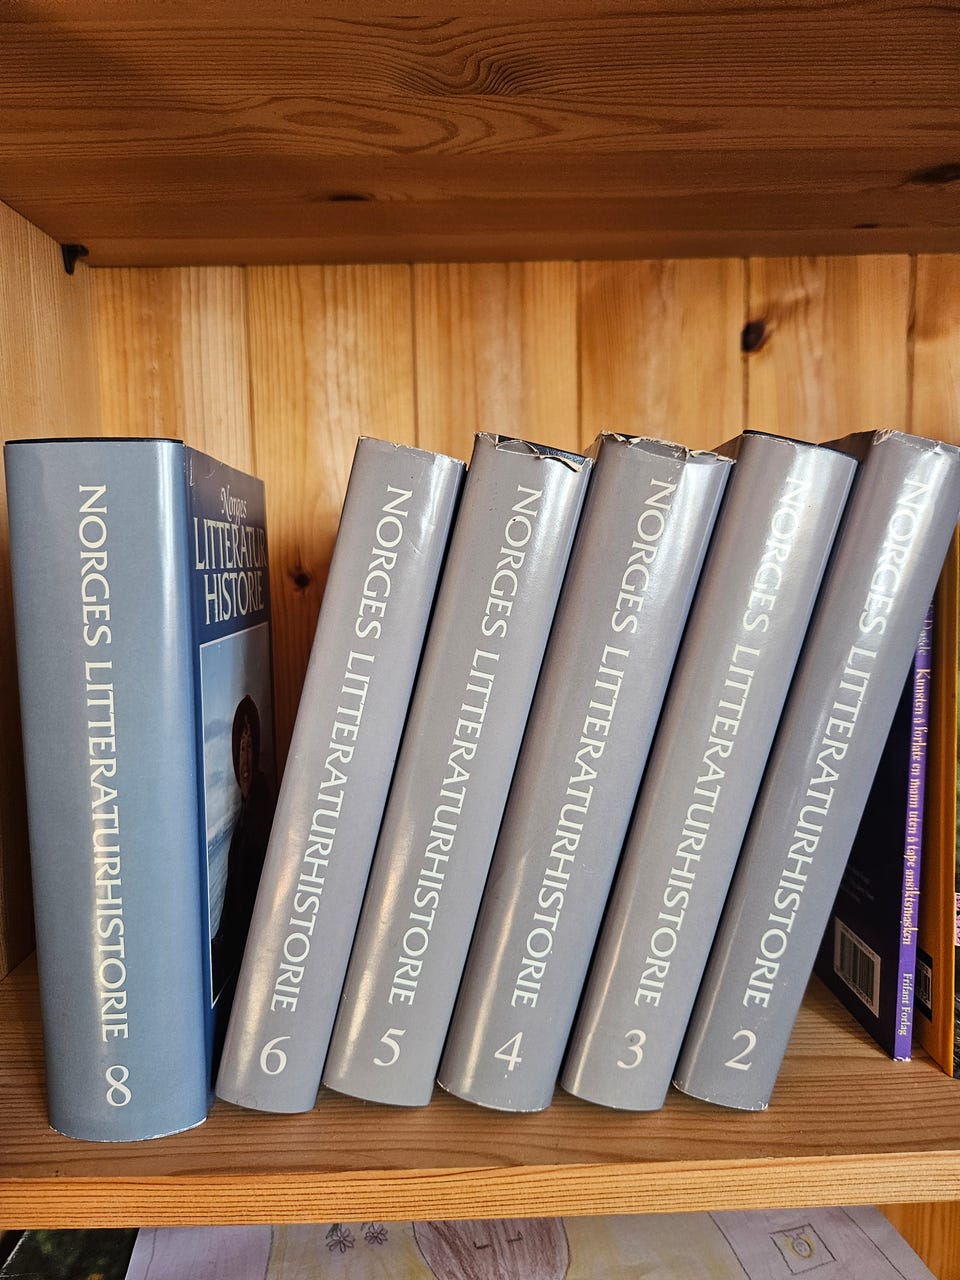 NORGES LITTERATURHISTORIE 8
Norges
LITTERATUR
HISTORIE
NORGES LITTERATURHISTORIE 6
NORGES LITTERATURHISTORIE 5
NORGES LITTERATURHISTORIE 4
NORGES LITTERATURHISTORIE 3
NORGES LITTERATURHISTORIE 2
Kunsten å forlate en mann uten å tape ansiktsmasken Frifant Forlag